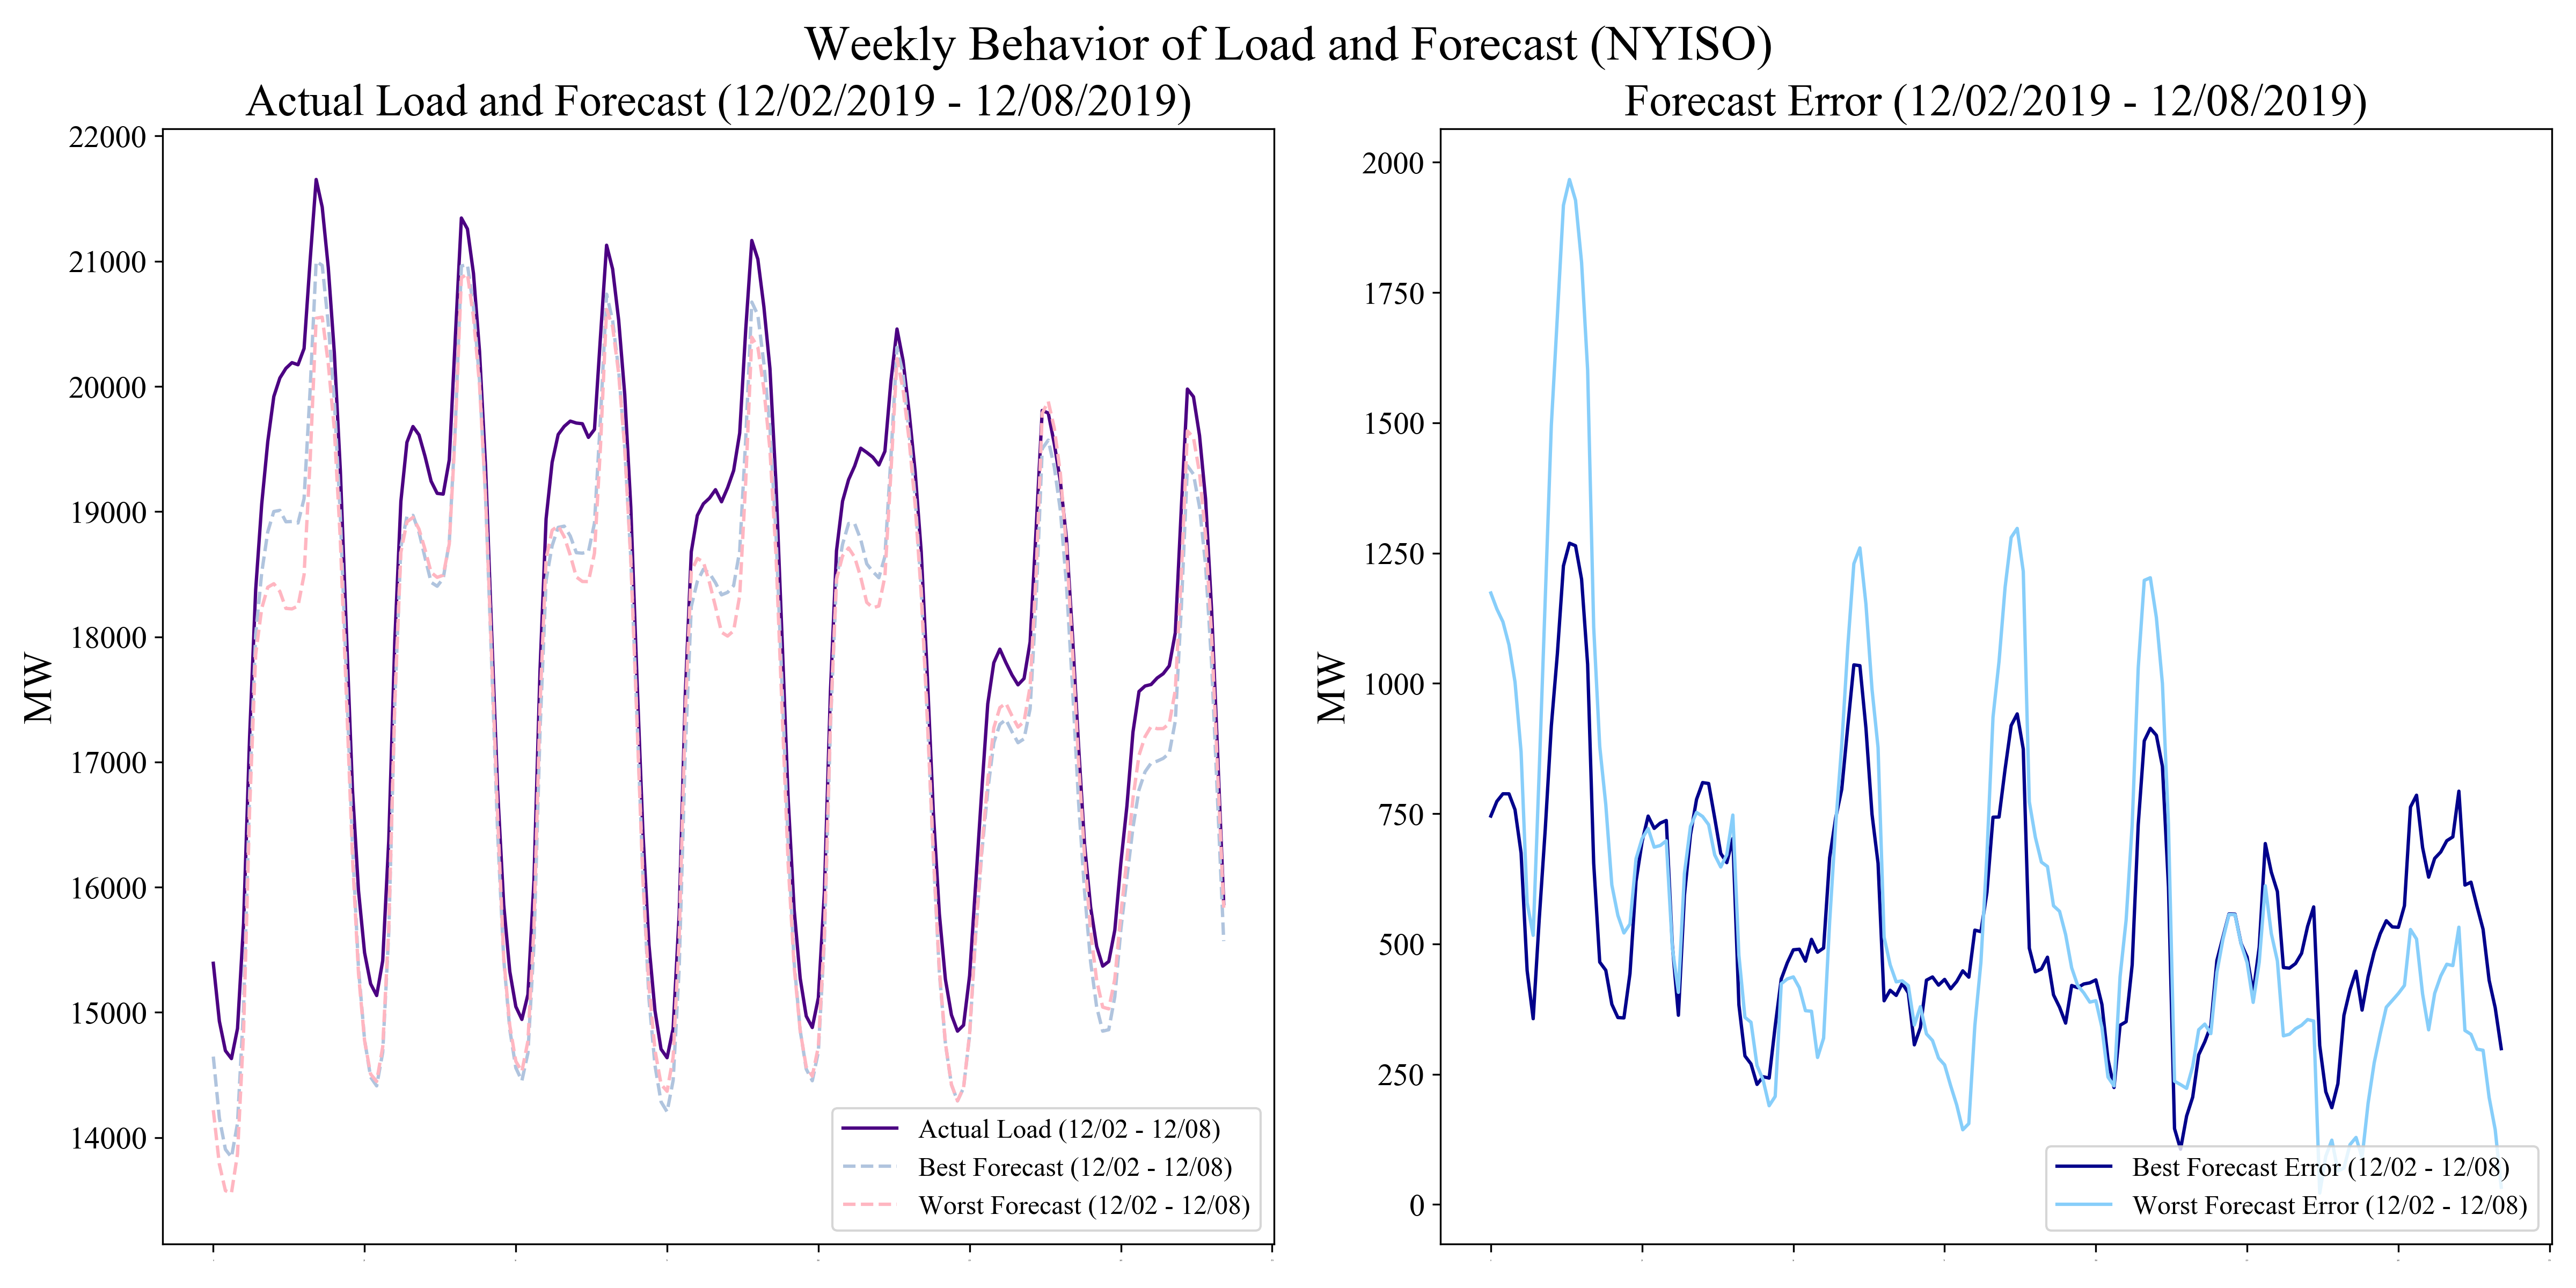 Weekly Behavior of Load and Forecast (NYISO)
Actual Load and Forecast (12/02/2019 - 12/08/2019)
22000
21000
20000
19000
18000
17000
16000
15000
14000
MW
Actual Load (12/02 - 12/08)
Best Forecast (12/02 - 12/08)
Worst Forecast (12/02 - 12/08)
Forecast Error (12/02/2019 - 12/08/2019)
2000
1750
1500
1250
1000
750
500
250
0
MW
Best Forecast Error (12/02 - 12/08)
Worst Forecast Error (12/02 - 12/08)